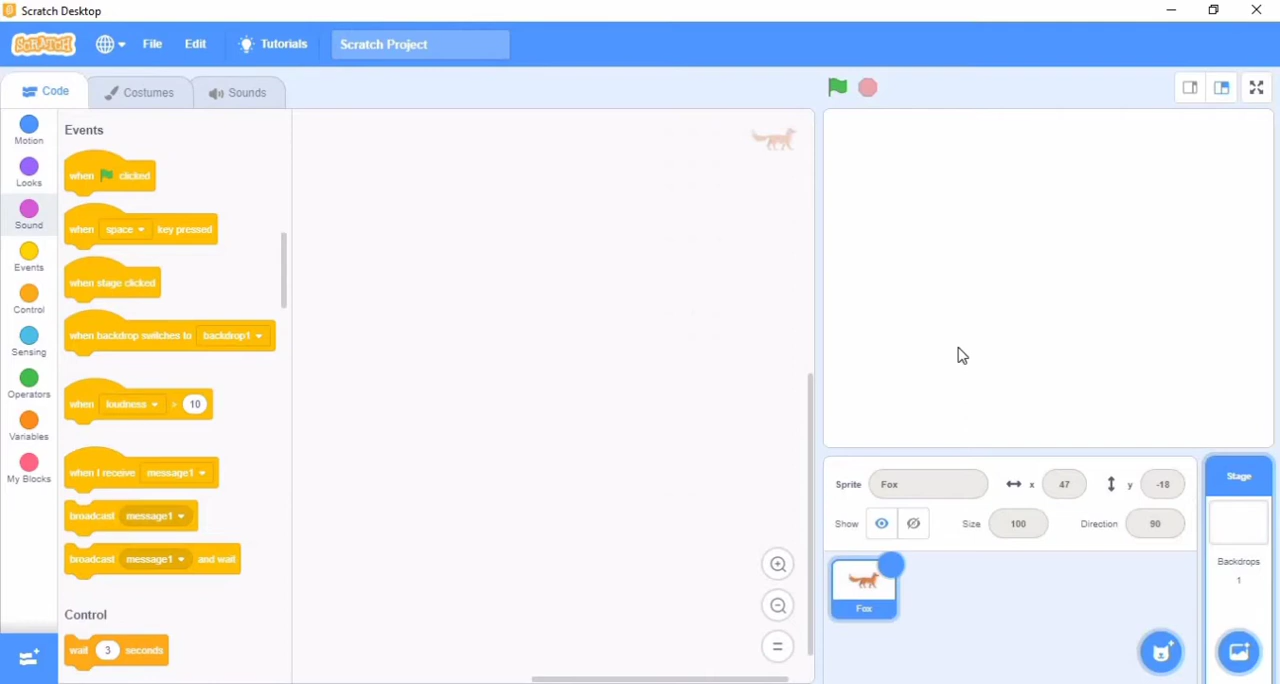 Scratch Desktop
SCRATCH File Edit Tutorials Scratch Project
Code Costumes Sounds
Motion
Looks
Sound
Events
Control
Sensing
Operators
Variables
My Blocks
Events
when clicked
when space key pressed
when stage clicked
when backdrop switches to backdrop1
when loudness > 10
when I receive message1
broadcast message1
broadcast message1 and wait
Control
wait 3 seconds
Sprite Fox x 47 y -18
Show Size 100 Direction 90
Fox
Stage
Backdrops
1